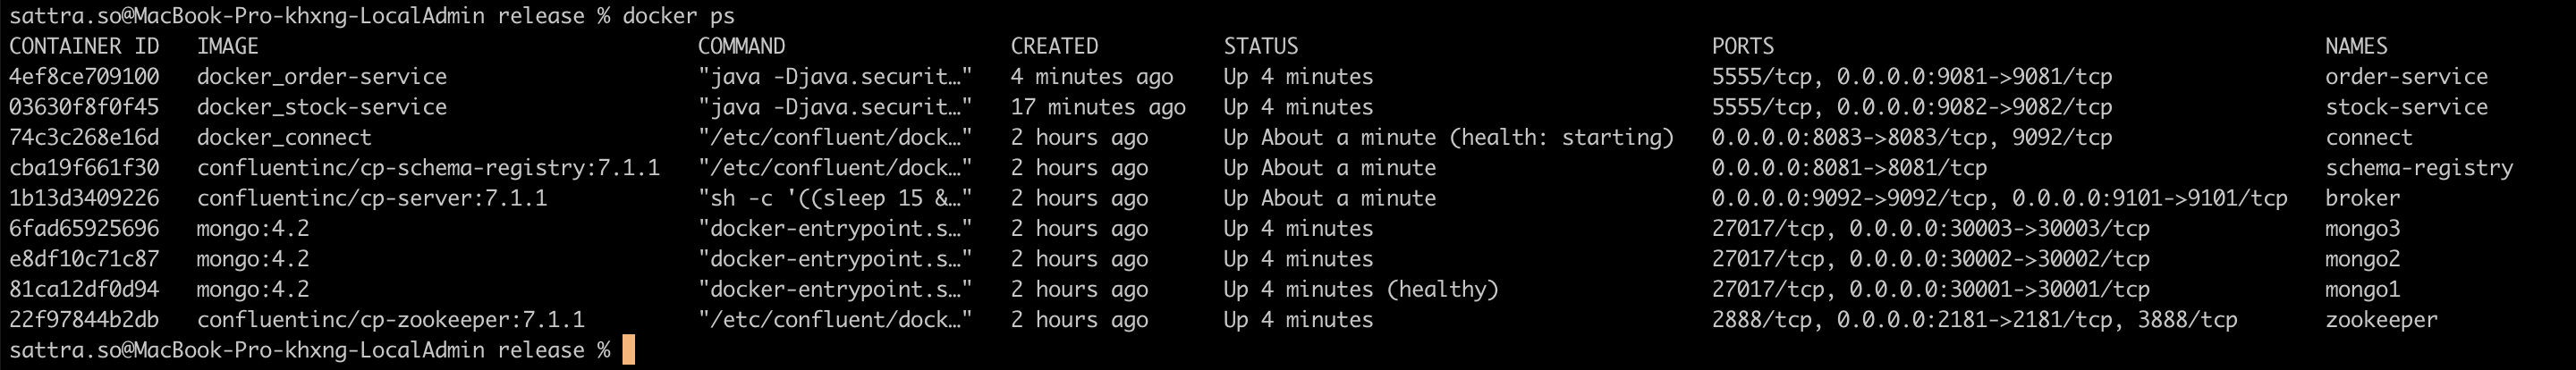 sattra.so@MacBook-Pro-khxng-LocalAdmin release % docker ps
CONTAINER ID   IMAGE                                   COMMAND                  CREATED          STATUS                                 PORTS                                            NAMES
4ef8ce709100   docker_order-service                    "java -Djava.securit…"   4 minutes ago    Up 4 minutes                           5555/tcp, 0.0.0.0:9081->9081/tcp                 order-service
03630f8f0f45   docker_stock-service                    "java -Djava.securit…"   17 minutes ago   Up 4 minutes                           5555/tcp, 0.0.0.0:9082->9082/tcp                 stock-service
74c3c268e16d   docker_connect                          "/etc/confluent/dock…"   2 hours ago      Up About a minute (health: starting)   0.0.0.0:8083->8083/tcp, 9092/tcp                 connect
cba19f661f30   confluentinc/cp-schema-registry:7.1.1   "/etc/confluent/dock…"   2 hours ago      Up About a minute                      0.0.0.0:8081->8081/tcp                           schema-registry
1b13d3409226   confluentinc/cp-server:7.1.1            "sh -c '((sleep 15 &…"   2 hours ago      Up About a minute                      0.0.0.0:9092->9092/tcp, 0.0.0.0:9101->9101/tcp   broker
6fad65925696   mongo:4.2                               "docker-entrypoint.s…"   2 hours ago      Up 4 minutes                           27017/tcp, 0.0.0.0:30003->30003/tcp              mongo3
e8df10c71c87   mongo:4.2                               "docker-entrypoint.s…"   2 hours ago      Up 4 minutes                           27017/tcp, 0.0.0.0:30002->30002/tcp              mongo2
81ca12df0d94   mongo:4.2                               "docker-entrypoint.s…"   2 hours ago      Up 4 minutes (healthy)                 27017/tcp, 0.0.0.0:30001->30001/tcp              mongo1
22f97844b2db   confluentinc/cp-zookeeper:7.1.1         "/etc/confluent/dock…"   2 hours ago      Up 4 minutes                           2888/tcp, 0.0.0.0:2181->2181/tcp, 3888/tcp       zookeeper
sattra.so@MacBook-Pro-khxng-LocalAdmin release %